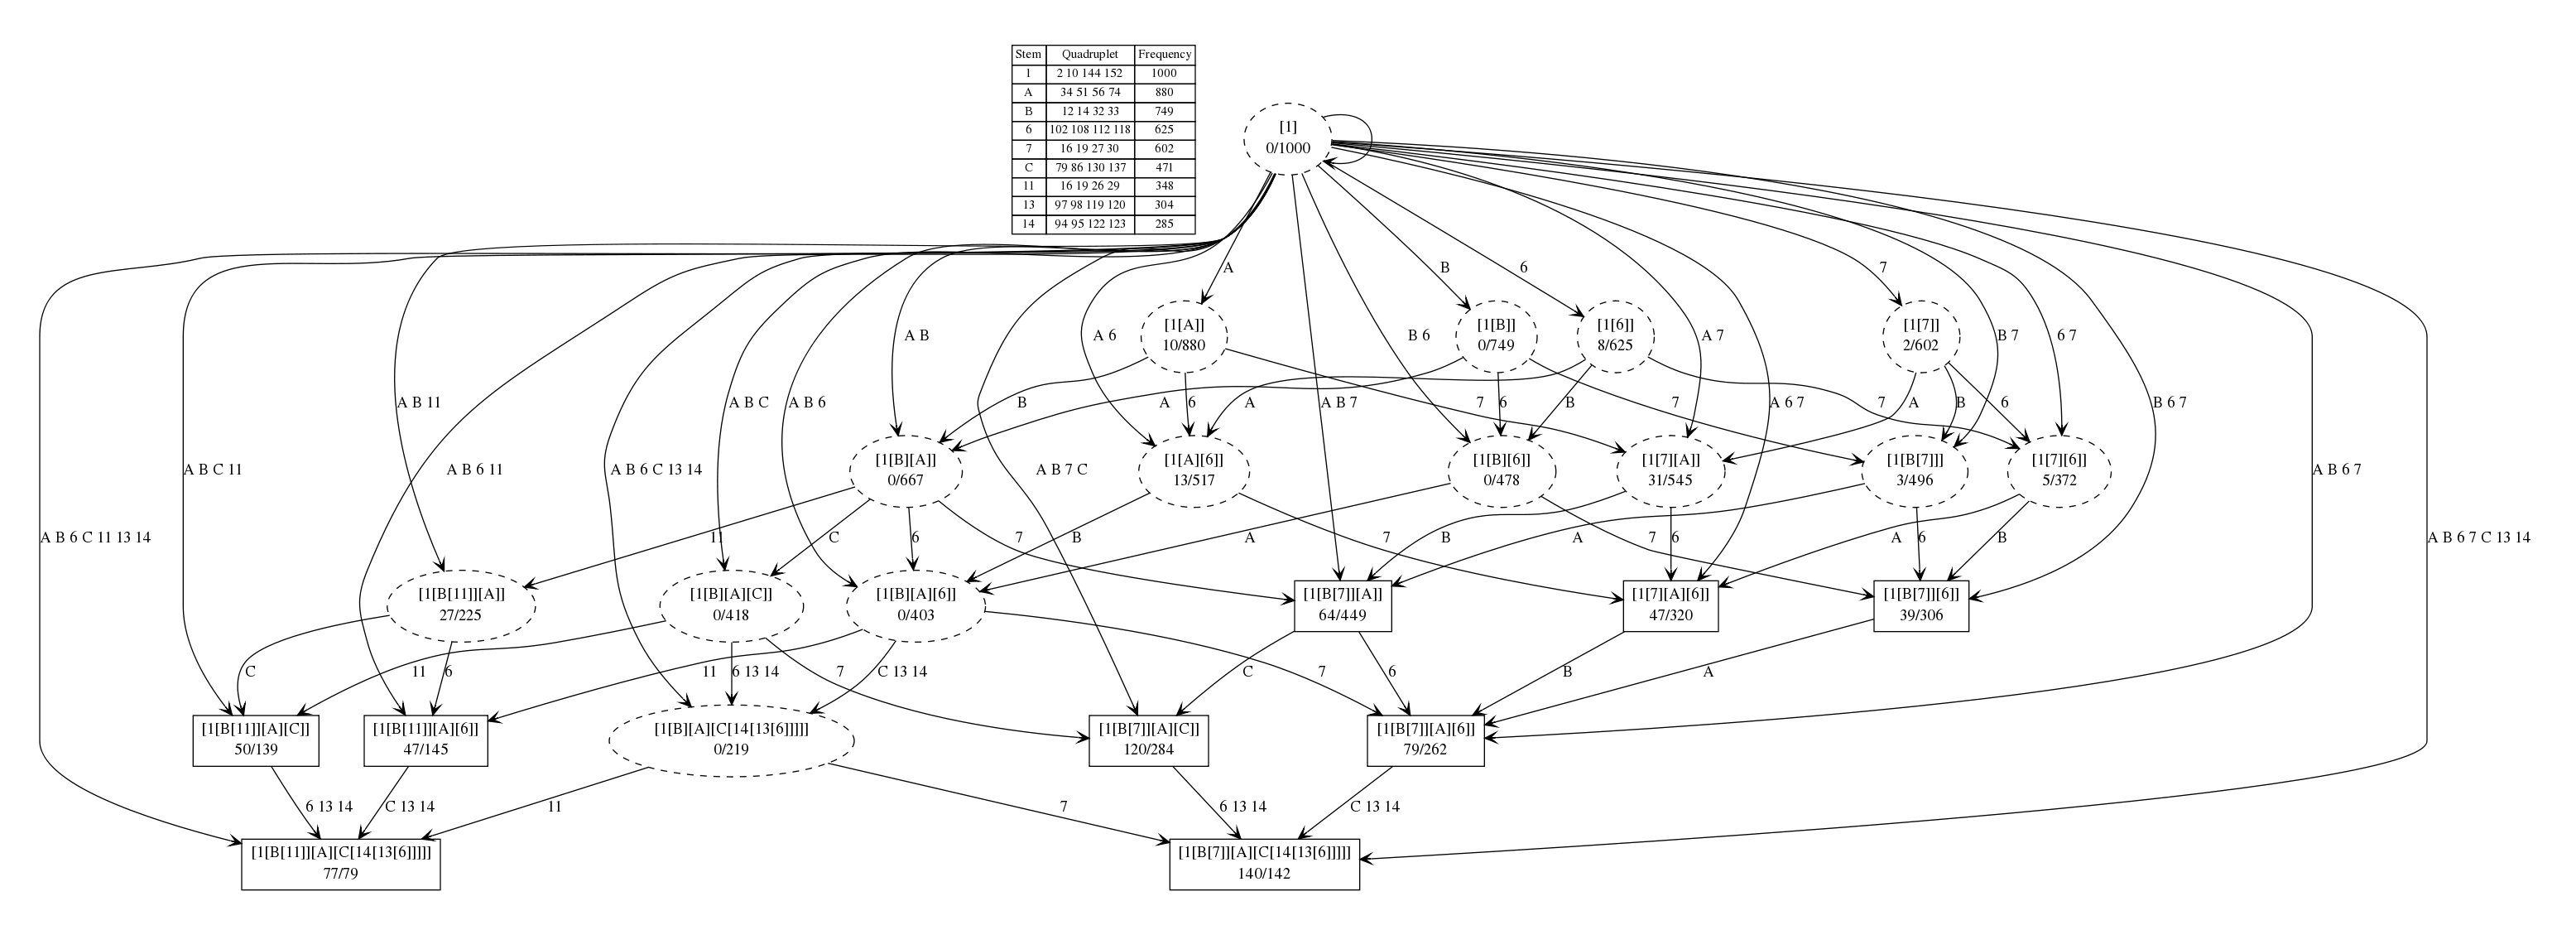 Stem Quadruplet Frequency
1 2 10 144 152 1000
A 34 51 56 74 880
B 12 14 32 33 749
6 102 108 112 118 625
7 16 19 27 30 602
C 79 86 130 137 471
11 16 19 26 29 348
13 97 98 119 120 304
14 94 95 122 123 285
[1]
0/1000
A
B
6
7
[1[A]]
10/880
[1[B]]
0/749
[1[6]]
8/625
[1[7]]
2/602
A B
A 6
B 6
A 7
B 7
6 7
A B 11
A B C
A B 6
B
6
A
A
A B 7
6
B
7
7
A 6 7
7
A
B
6
B 6 7
[1[B][A]]
0/667
[1[A][6]]
13/517
[1[B][6]]
0/478
[1[7][A]]
31/545
[1[B[7]]]
3/496
[1[7][6]]
5/372
A B C 11
A B 6 11
A B 6 C 13 14
A B 7 C
A B 6 7
A B 6 C 11 13 14
11
C
6
7
B
A
7
B
A
7
6
A
6
B
A B 6 7 C 13 14
[1[B[11]][A]]
27/225
[1[B][A][C]]
0/418
[1[B][A][6]]
0/403
[1[B[7]][A]]
64/449
[1[7][A][6]]
47/320
[1[B[7]][6]]
39/306
C
11
6
6 13 14
11
7
C 13 14
C
7
6
B
A
[1[B[11]][A][C]]
50/139
[1[B[11]][A][6]]
47/145
[1[B][A][C[14[13[6]]]]]
0/219
[1[B[7]][A][C]]
120/284
[1[B[7]][A][6]]
79/262
6 13 14
C 13 14
11
7
6 13 14
C 13 14
[1[B[11]][A][C[14[13[6]]]]]
77/79
[1[B[7]][A][C[14[13[6]]]]]
140/142